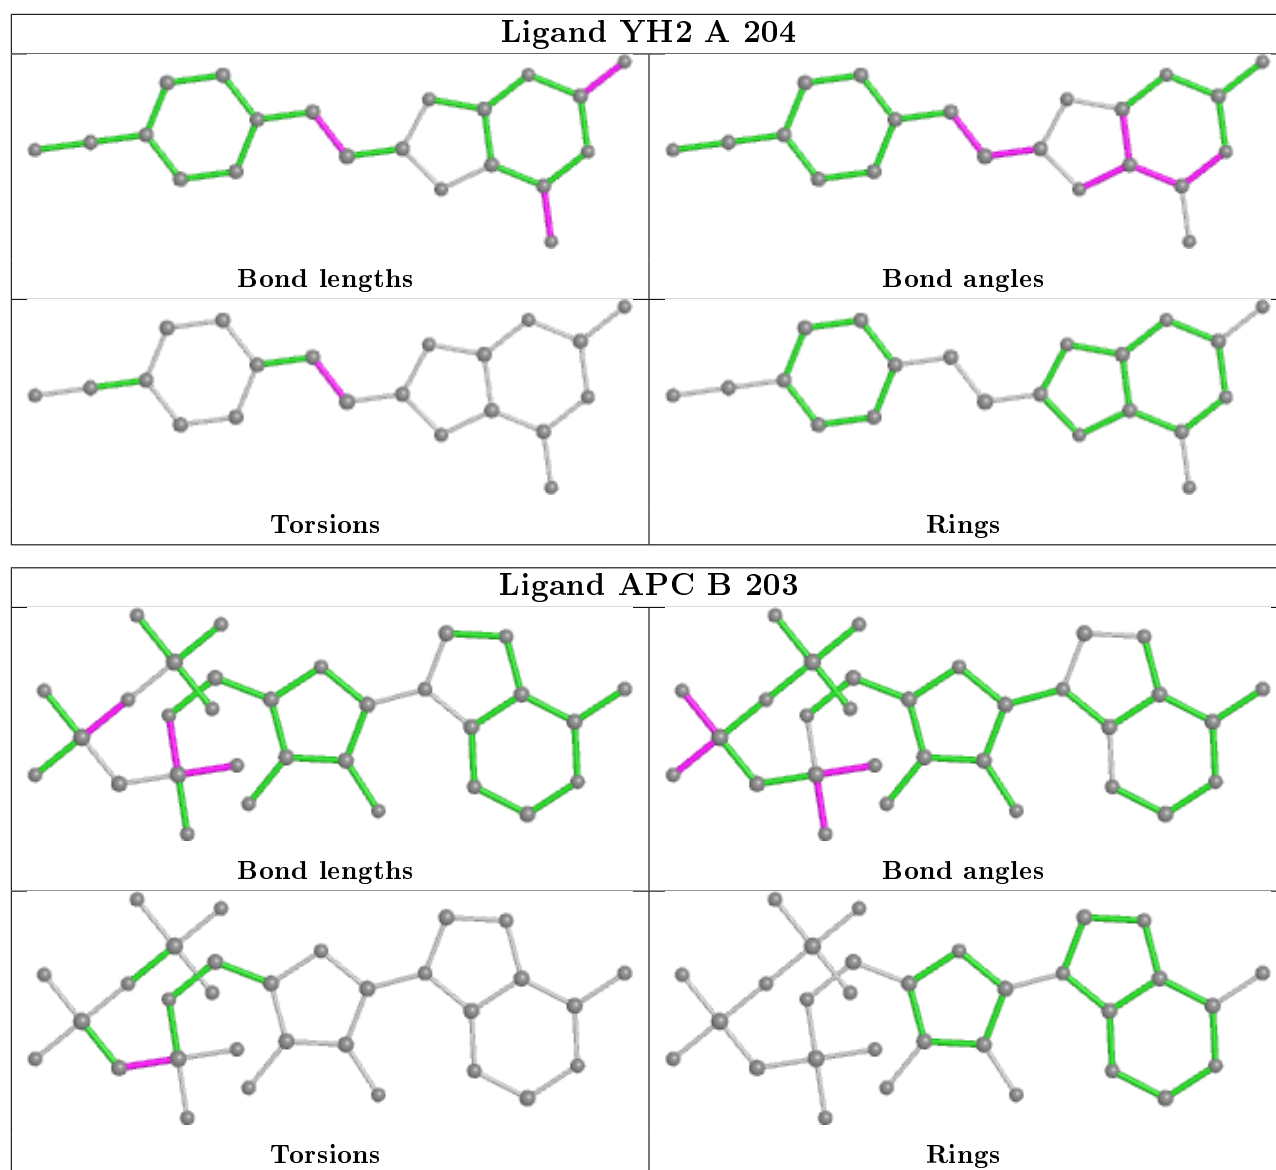 Ligand YH2 A 204
Bond lengths
Bond angles
Torsions
Rings
Ligand APC B 203
Bond lengths
Bond angles
Torsions
Rings